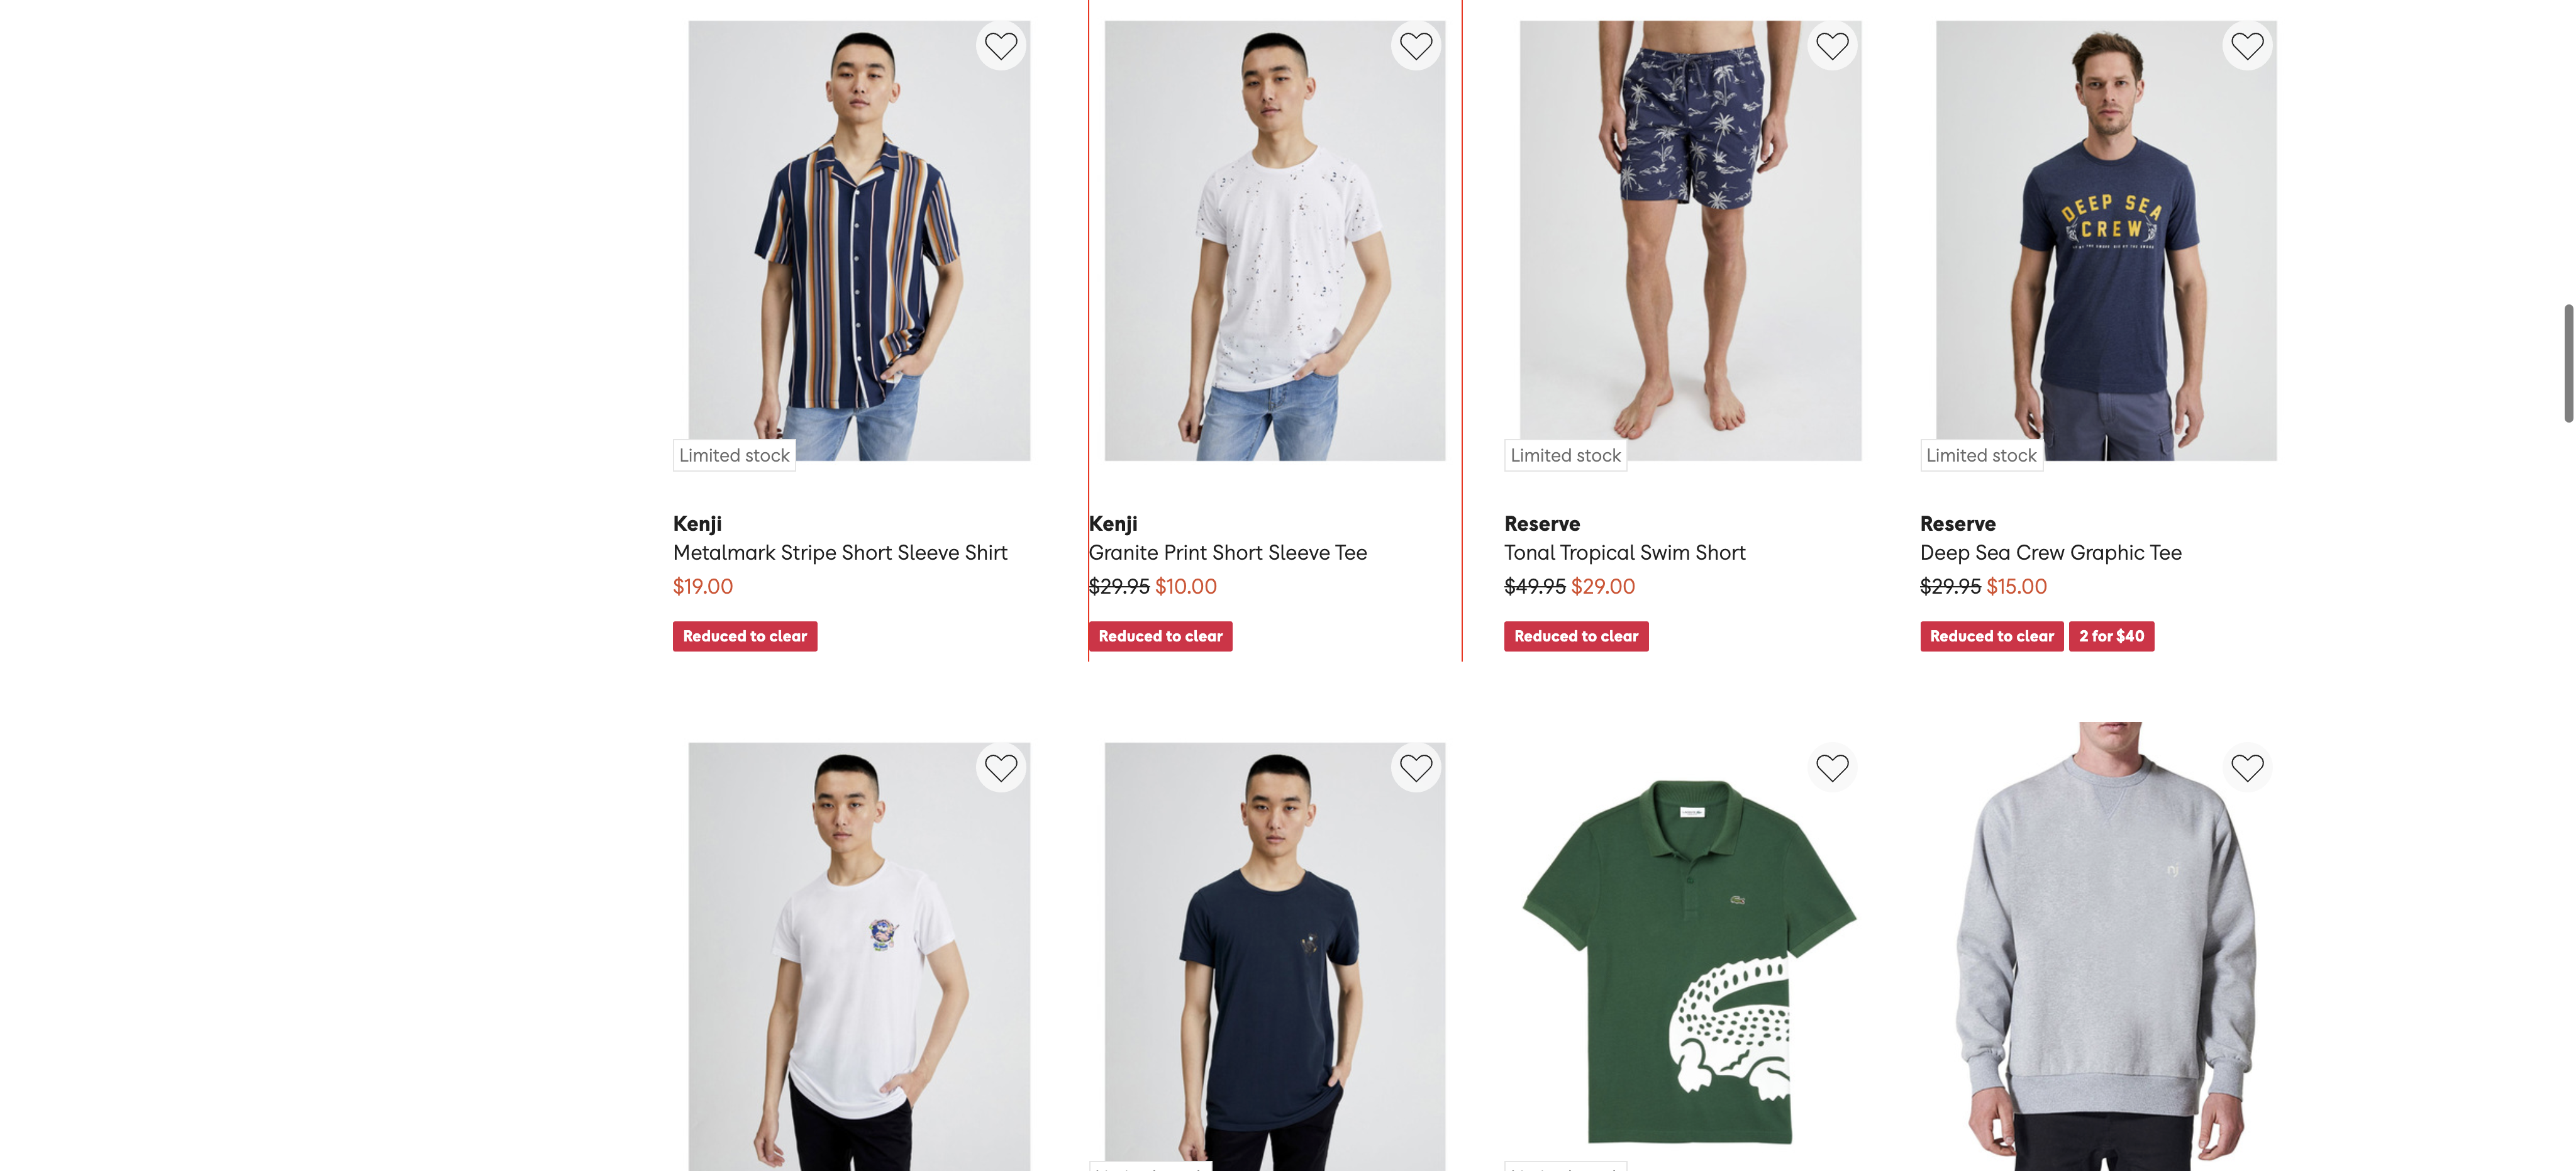 DEEP SEA
CREW
Limited stock
Limited stock
Limited stock
Kenji
Metalmark Stripe Short Sleeve Shirt
$19.00
Reduced to clear
Kenji
Granite Print Short Sleeve Tee
$29.95 $10.00
Reduced to clear
Reserve
Tonal Tropical Swim Short
$49.95 $29.00
Reduced to clear
Reserve
Deep Sea Crew Graphic Tee
$29.95 $15.00
Reduced to clear 2 for $40
nj